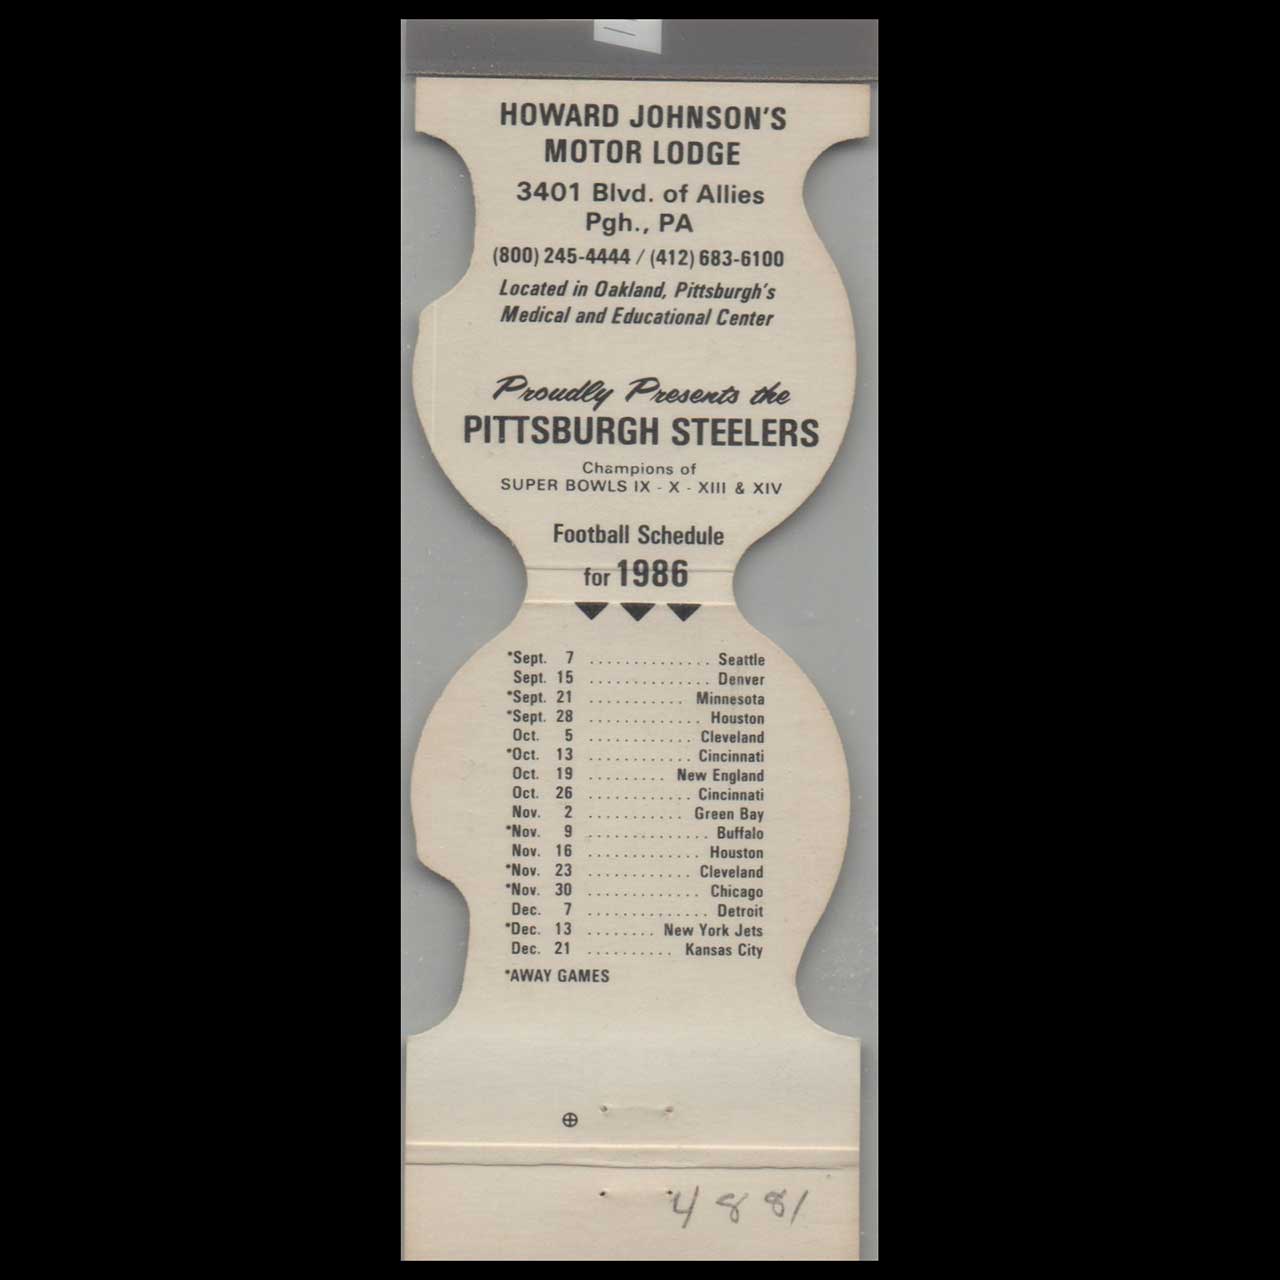 HOWARD JOHNSON'S
MOTOR LODGE
3401 Blvd. of Allies
Pgh., PA
(800) 245-4444 / (412) 683-6100
Located in Oakland, Pittsburgh's
Medical and Educational Center
Proudly Presents the
PITTSBURGH STEELERS
Champions of
SUPER BOWLS IX - X - XIII & XIV
Football Schedule
for 1986
*Sept. 7 .............. Seattle
Sept. 15 .............. Denver
*Sept. 21 ........... Minnesota
*Sept. 28 ............. Houston
Oct. 5 ............ Cleveland
*Oct. 13 ............ Cincinnati
Oct. 19 ......... New England
Oct. 26 ............ Cincinnati
Nov. 2 ........... Green Bay
*Nov. 9 .............. Buffalo
Nov. 16 ............. Houston
*Nov. 23 ............ Cleveland
*Nov. 30 ............. Chicago
Dec. 7 .............. Detroit
*Dec. 13 ........ New York Jets
Dec. 21 .......... Kansas City
*AWAY GAMES
4881